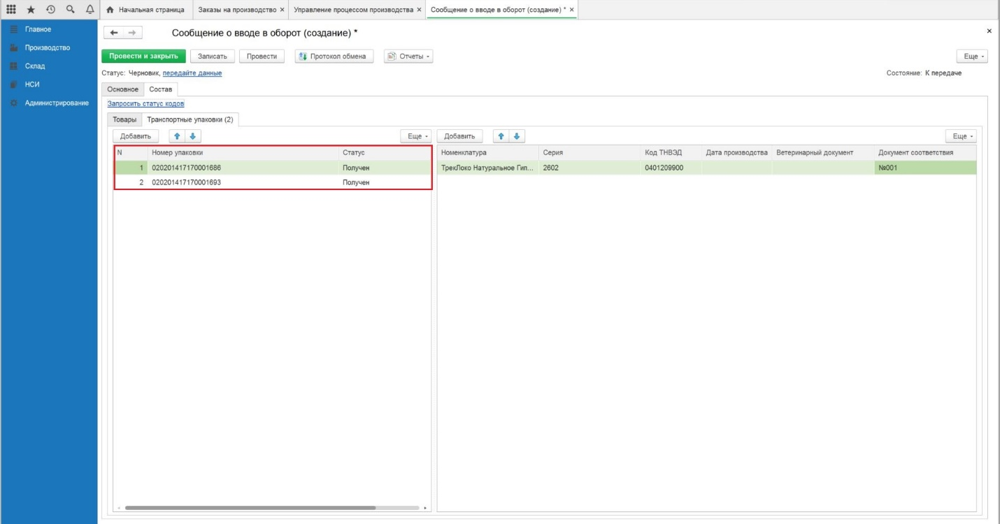 Начальная страница Заказы на производство × Управление процессом производства × Сообщение о вводе в оборот (создание) * ×
Главное
Производство
Склад
НСИ
Администрирование
Сообщение о вводе в оборот (создание) *
Провести и закрыть Записать Провести Протокол обмена Отчеты Еще
Статус: Черновик, передайте данные Состояние: К передаче
Основное Состав
Запросить статус кодов
Товары Транспортные упаковки (2)
Добавить Еще Добавить Еще
N Номер упаковки Статус Номенклатура Серия Код ТНВЭД Дата производства Ветеринарный документ Документ соответствия
1 020201417170001686 Получен ТрекЛоко Натуральное Гип... 2602 0401209900 №001
2 020201417170001693 Получен